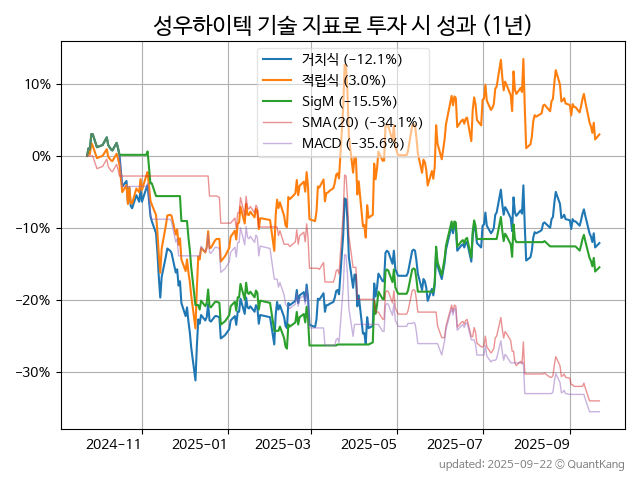 성우하이텍 기술 지표로 투자 시 성과 (1년)
거치식 (−12.1%)
적립식 (3.0%)
SigM (−15.5%)
SMA(20) (−34.1%)
MACD (−35.6%)
10%
0%
−10%
−20%
−30%
2024-11 2025-01 2025-03 2025-05 2025-07 2025-09
updated: 2025-09-22 © QuantKang